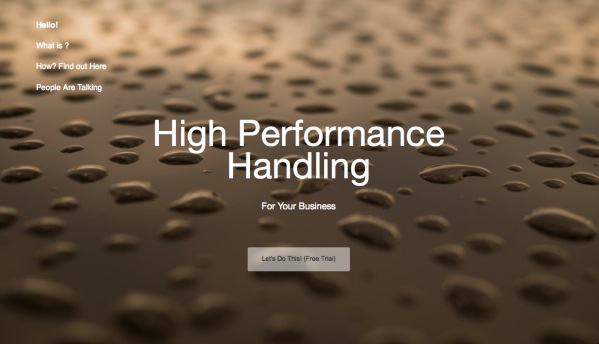 Hello!
What is ?
How? Find out Here
People Are Talking
High Performance
Handling
For Your Business
Let's Do This! (Free Trial)